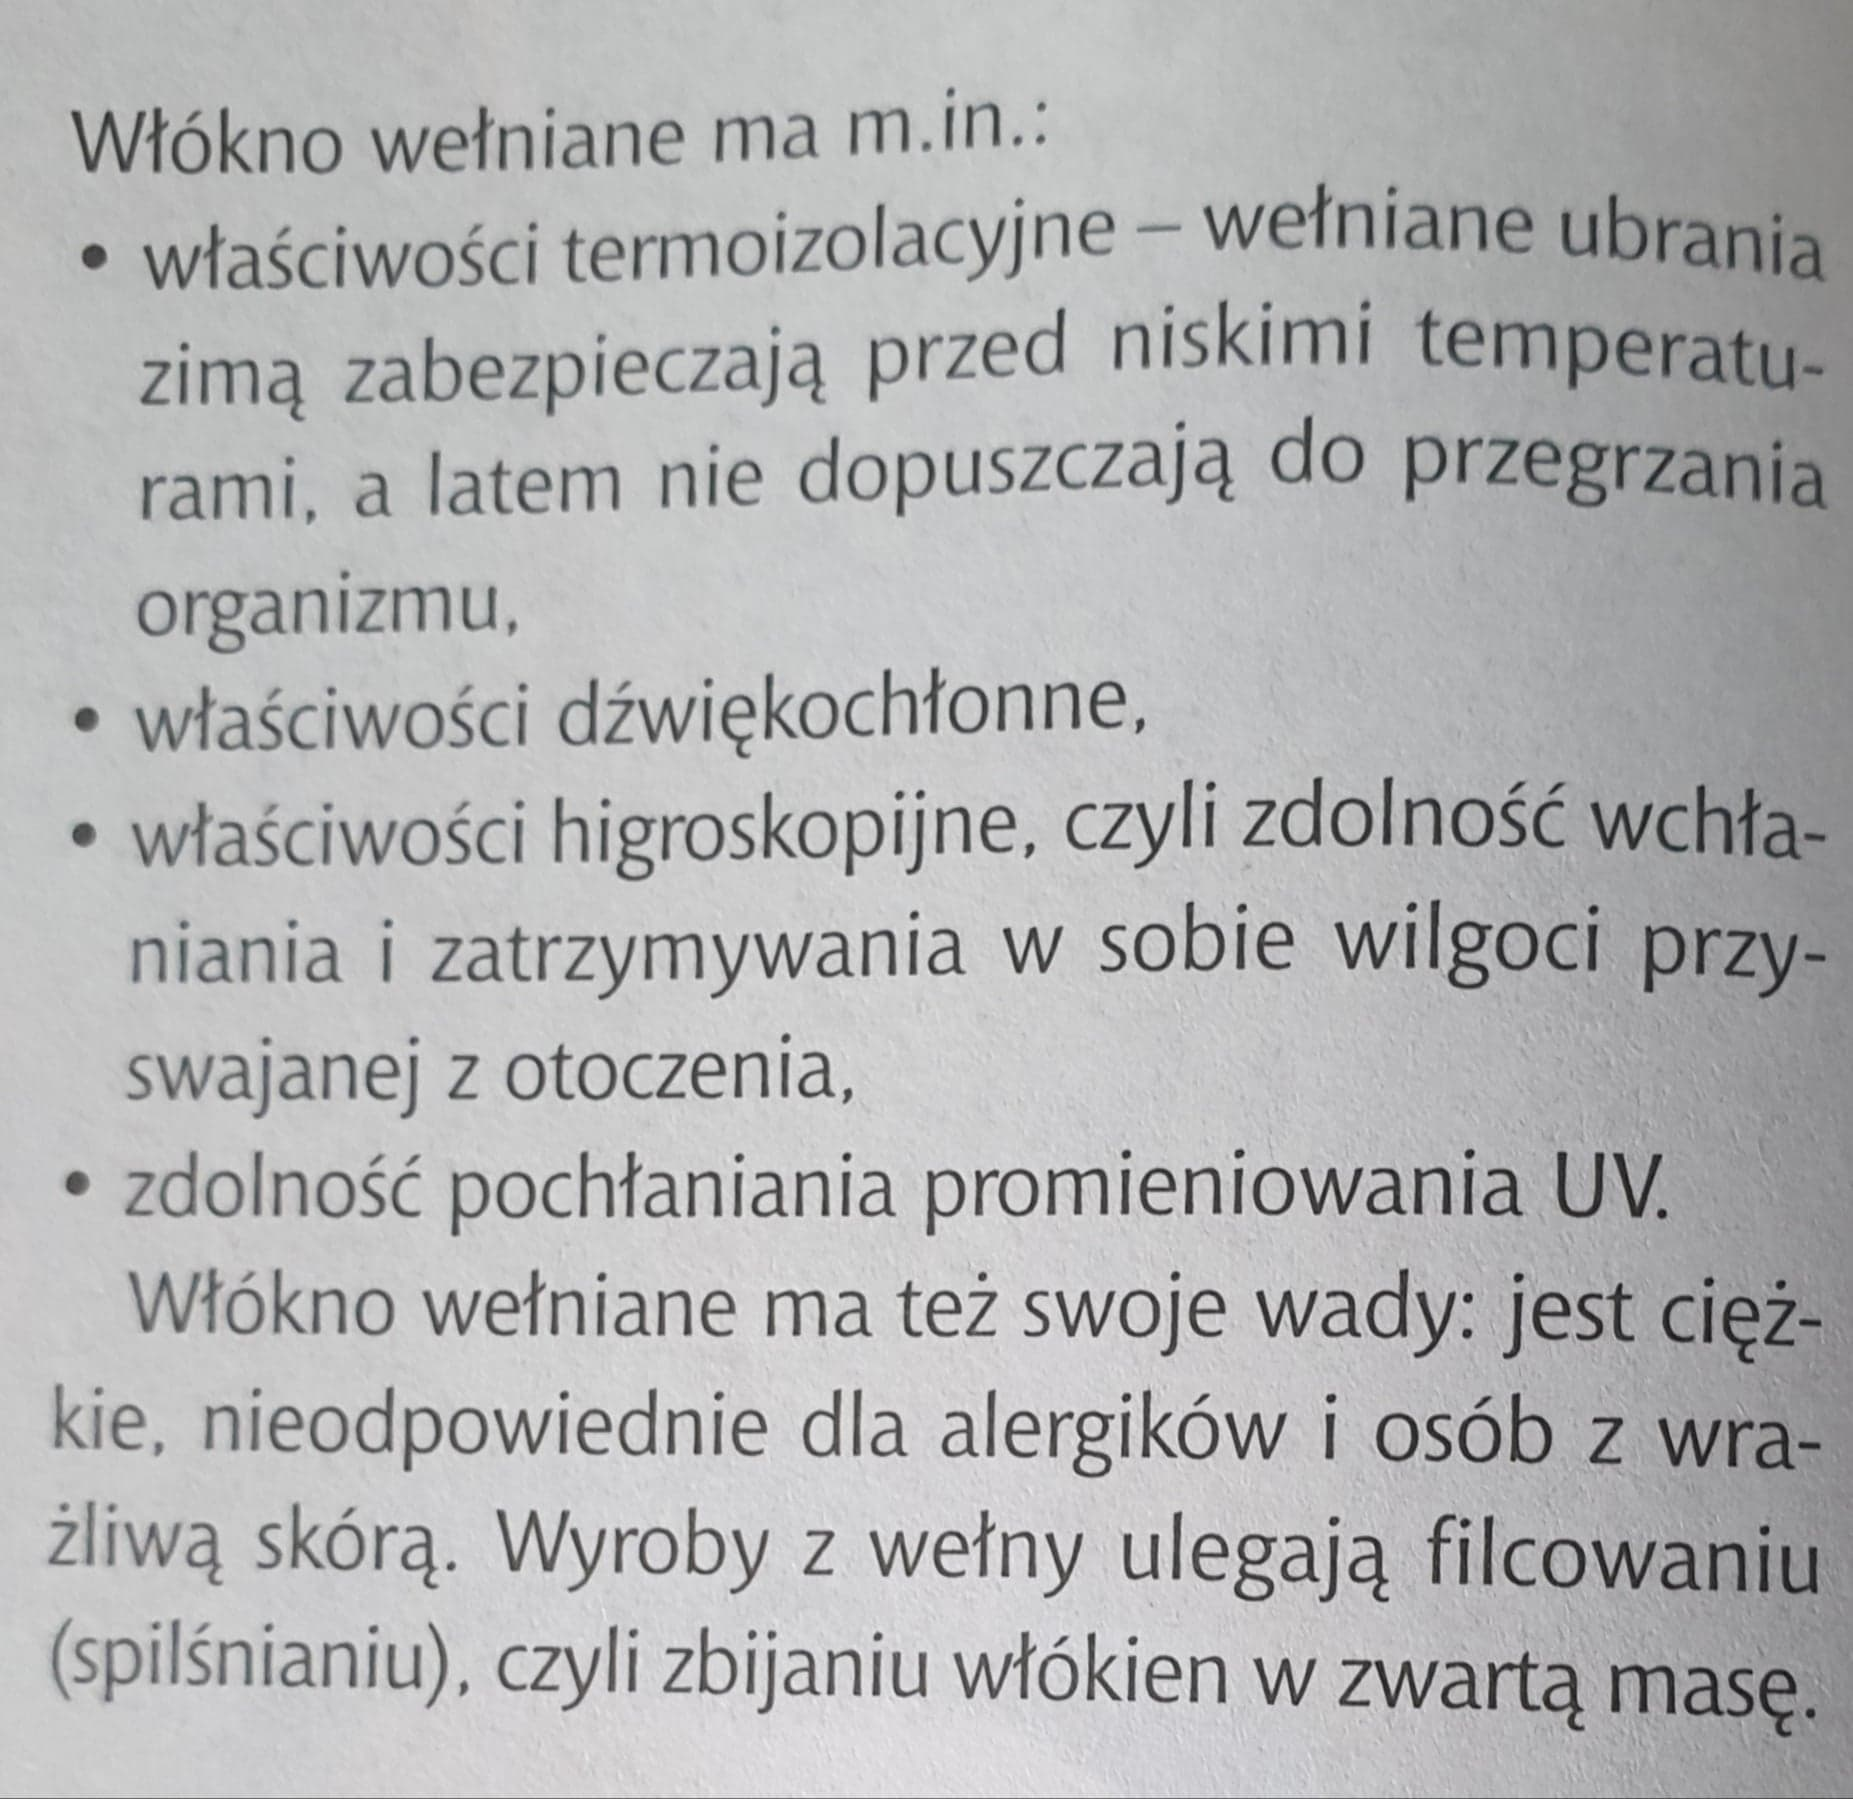 Włókno wełniane ma m.in.:
• właściwości termoizolacyjne – wełniane ubrania
zimą zabezpieczają przed niskimi temperatu-
rami, a latem nie dopuszczają do przegrzania
organizmu,
• właściwości dźwiękochłonne,
• właściwości higroskopijne, czyli zdolność wchła-
niania i zatrzymywania w sobie wilgoci przy-
swajanej z otoczenia,
• zdolność pochłaniania promieniowania UV.
Włókno wełniane ma też swoje wady: jest cięż-
kie, nieodpowiednie dla alergików i osób z wra-
żliwą skórą. Wyroby z wełny ulegają filcowaniu
(spilśnianiu), czyli zbijaniu włókien w zwartą masę.